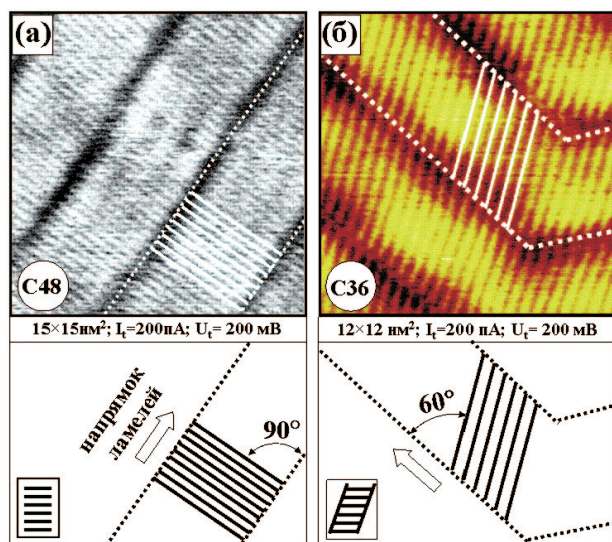 (а)
(б)
C48
C36
15×15нм²; Iₜ=200пА; Uₜ= 200 мВ
12×12 нм²; Iₜ=200 пА; Uₜ= 200 мВ
напрямок
ламелей
90°
60°